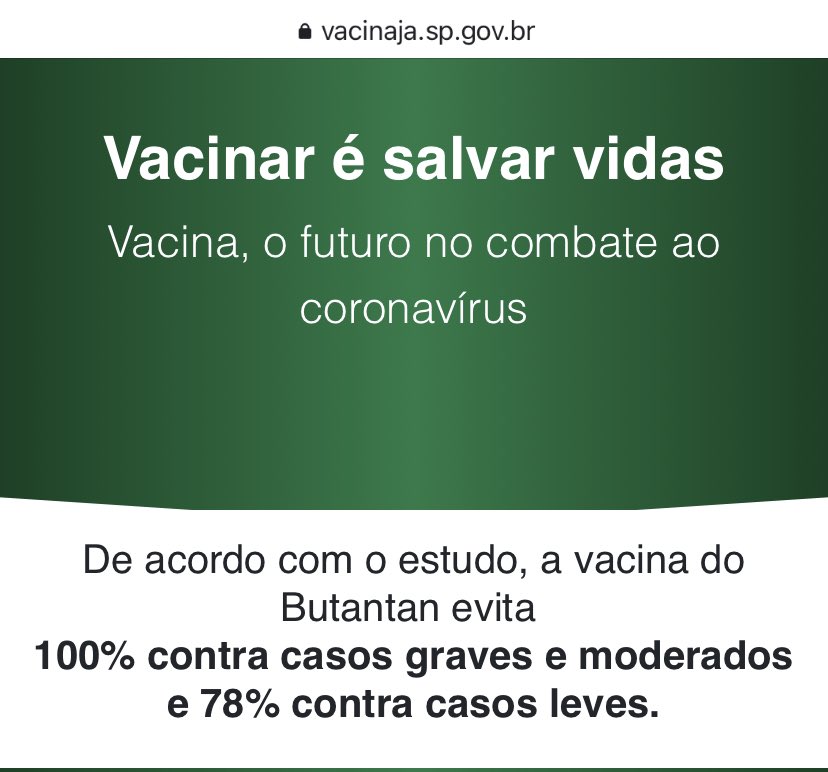 vacinaja.sp.gov.br
Vacinar é salvar vidas
Vacina, o futuro no combate ao
coronavírus
De acordo com o estudo, a vacina do
Butantan evita
100% contra casos graves e moderados
e 78% contra casos leves.